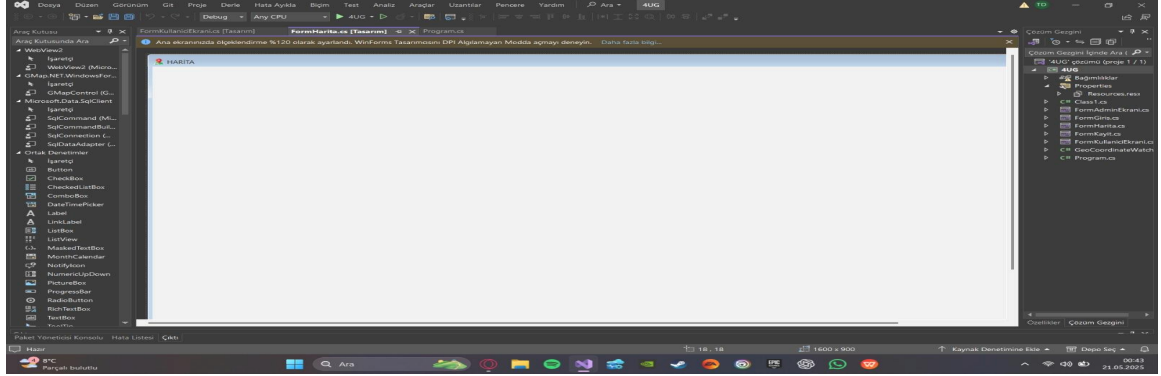 Dosya Düzen Görünüm Git Proje Derle Hata Ayıkla Biçim Test Analiz Araçlar Uzantılar Pencere Yardım Ara 4UG TD
Debug Any CPU 4UG
Araç Kutusu
FormKullaniciEkrani.cs [Tasarım] FormHarita.cs [Tasarım] Program.cs
Çözüm Gezgini
Araç Kutusunda Ara
Ana ekranınızda ölçeklendirme %120 olarak ayarlandı. WinForms Tasarımcısını DPI Algılamayan Modda açmayı deneyin. Daha fazla bilgi...
HARİTA
WebView2
İşaretçi
WebView2 (Micro...
GMap.NET.WindowsFor...
İşaretçi
GMapControl (G...
Microsoft.Data.SqlClient
İşaretçi
SqlCommand (Mi...
SqlCommandBuil...
SqlConnection (...
SqlDataAdapter (...
Ortak Denetimler
İşaretçi
Button
CheckBox
CheckedListBox
ComboBox
DateTimePicker
Label
LinkLabel
ListBox
ListView
MaskedTextBox
MonthCalendar
NotifyIcon
NumericUpDown
PictureBox
ProgressBar
RadioButton
RichTextBox
TextBox
ToolTip
Çözüm Gezgini İçinde Ara (
'4UG' çözümü (proje 1 / 1)
4UG
Bağımlılıklar
Properties
Resources.resx
Class1.cs
FormAdminEkrani.cs
FormGiris.cs
FormHarita.cs
FormKayit.cs
FormKullaniciEkrani.cs
GeoCoordinateWatch
Program.cs
Özellikler Çözüm Gezgini
Paket Yöneticisi Konsolu Hata Listesi Çıktı
Hazır 18 , 18 1600 x 900 Kaynak Denetimine Ekle Depo Seç
8°C
Parçalı bulutlu
Ara
00:43
21.05.2025